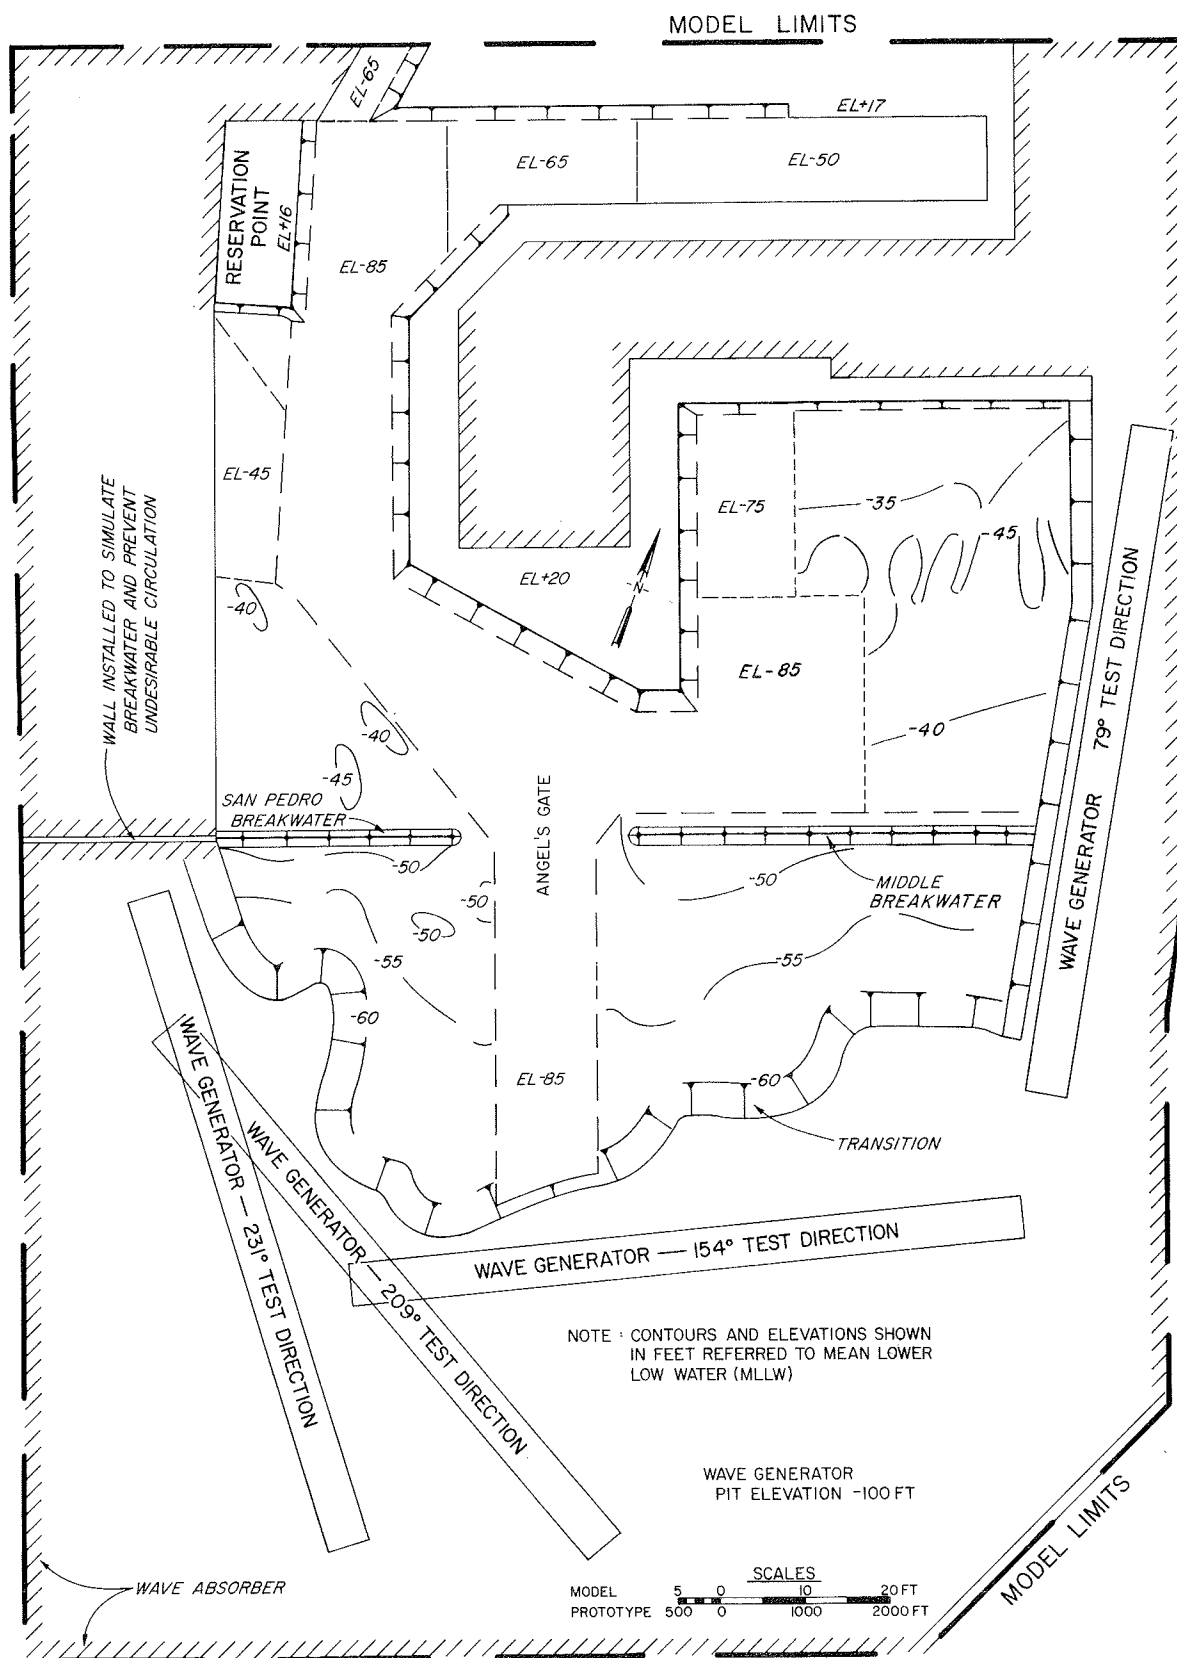 MODEL LIMITS
EL-65
EL+17
EL-65
EL-50
RESERVATION
POINT
EL+16
EL-85
EL-45
EL-75
-35
-45
EL+20
N
-40
WALL INSTALLED TO SIMULATE
BREAKWATER AND PREVENT
UNDESIRABLE CIRCULATION
EL-85
-40
-40
-45
SAN PEDRO
BREAKWATER
ANGEL'S GATE
WAVE GENERATOR 79° TEST DIRECTION
-50
-50
MIDDLE
BREAKWATER
-50
-50
-55
-55
-60
EL-85
-60
TRANSITION
WAVE GENERATOR — 231° TEST DIRECTION
WAVE GENERATOR — 209° TEST DIRECTION
WAVE GENERATOR — 154° TEST DIRECTION
NOTE : CONTOURS AND ELEVATIONS SHOWN
IN FEET REFERRED TO MEAN LOWER
LOW WATER (MLLW)
WAVE GENERATOR
PIT ELEVATION -100 FT
MODEL LIMITS
WAVE ABSORBER
SCALES
MODEL 5 0 10 20 FT
PROTOTYPE 500 0 1000 2000 FT